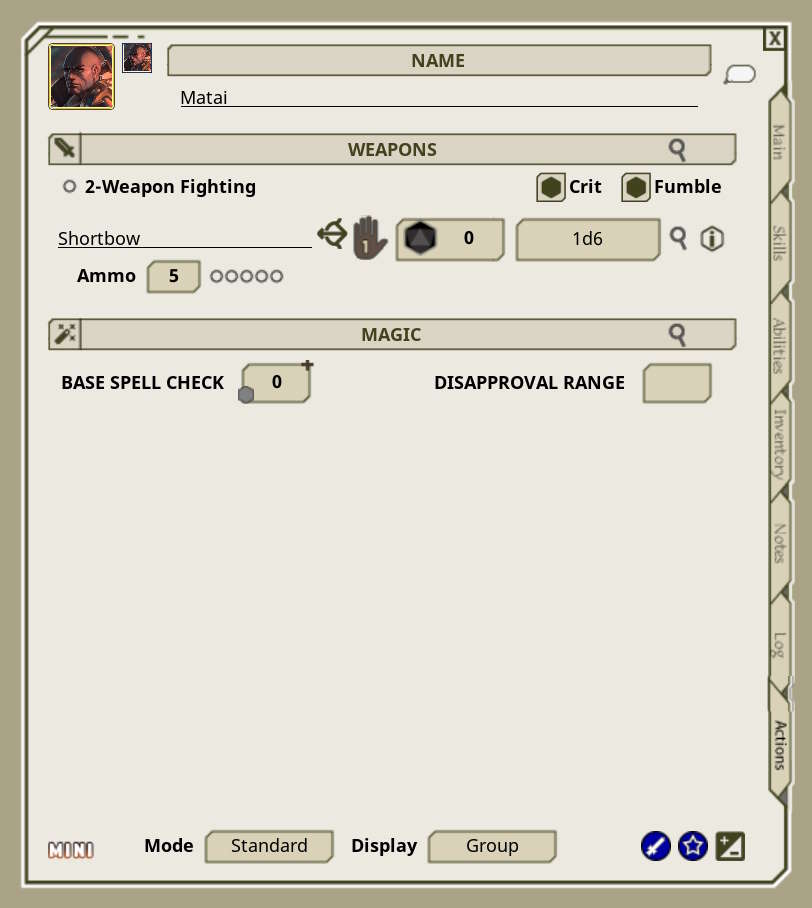 X
NAME
Matai
WEAPONS
2-Weapon Fighting Crit Fumble
Shortbow 1 0 1d6
Ammo 5
MAGIC
BASE SPELL CHECK 0 DISAPPROVAL RANGE
MINI Mode Standard Display Group
Main
Skills
Abilities
Inventory
Notes
Log
Actions